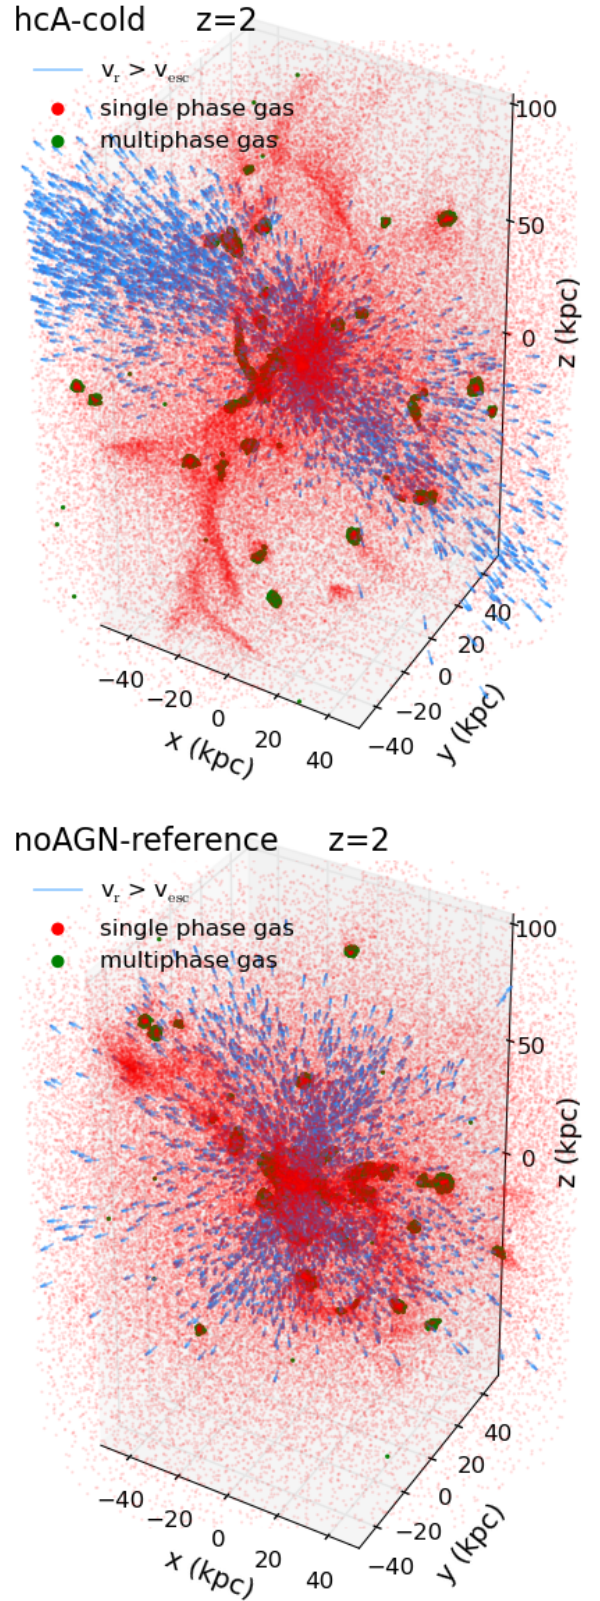 hcA-cold z=2
v_r > v_esc
single phase gas
multiphase gas
100
50
0
z (kpc)
40
20
0
−20
−40
y (kpc)
−40
−20
0
20
40
x (kpc)
noAGN-reference z=2
v_r > v_esc
single phase gas
multiphase gas
100
50
0
z (kpc)
40
20
0
−20
−40
y (kpc)
−40
−20
0
20
40
x (kpc)